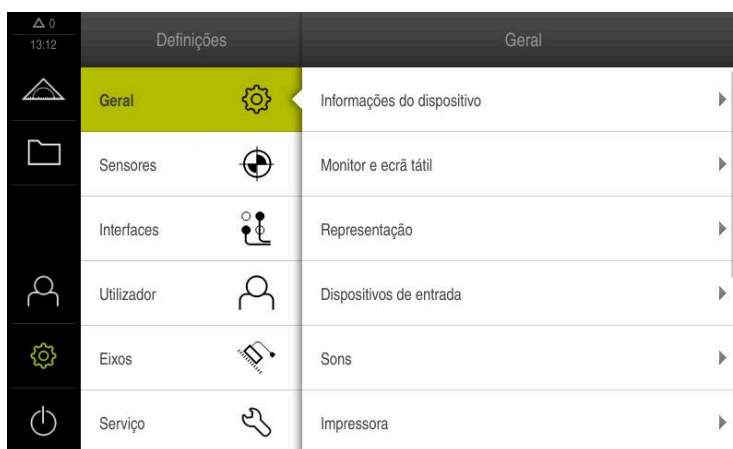 0
13:12
Definições
Geral
Geral
Sensores
Interfaces
Utilizador
Eixos
Serviço
Informações do dispositivo
Monitor e ecrã tátil
Representação
Dispositivos de entrada
Sons
Impressora